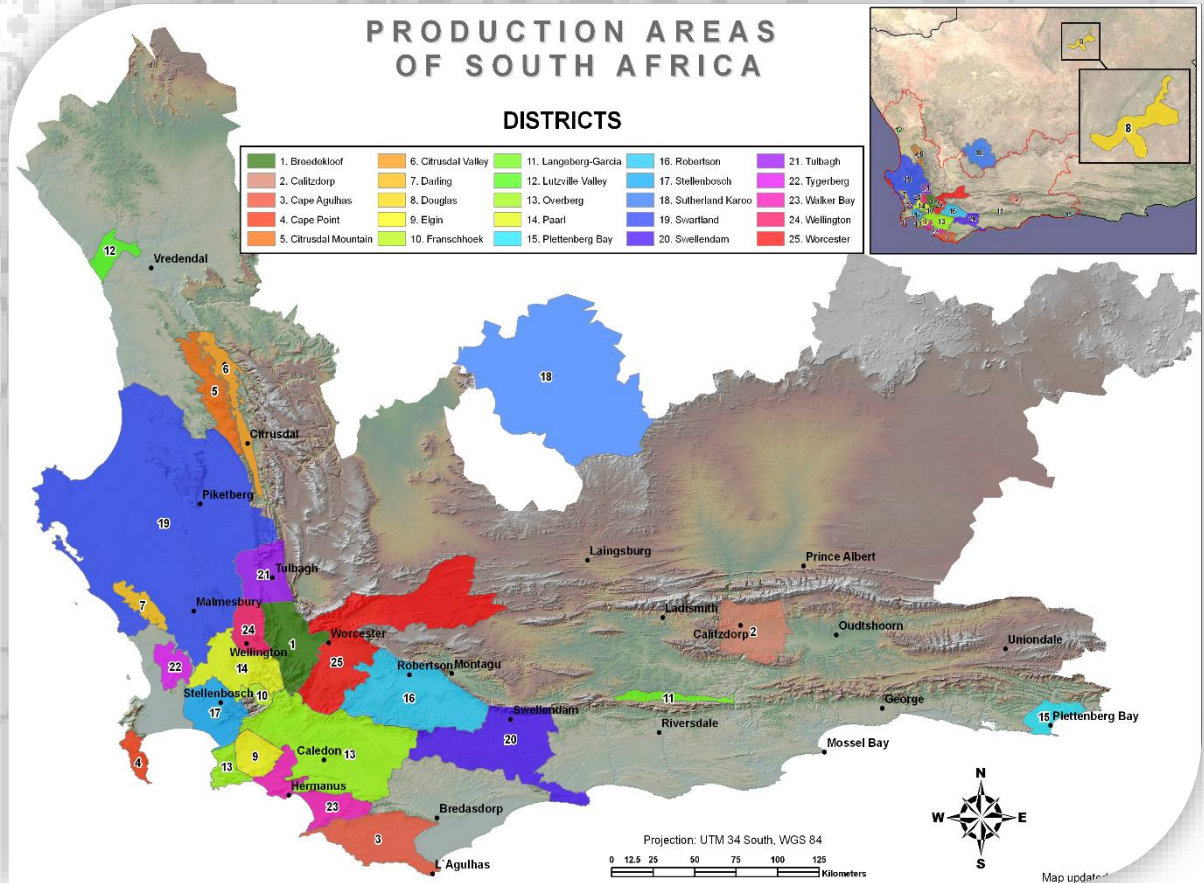 PRODUCTION AREAS
OF SOUTH AFRICA
DISTRICTS
1. Breedekloof
2. Calitzdorp
3. Cape Agulhas
4. Cape Point
5. Citrusdal Mountain
6. Citrusdal Valley
7. Darling
8. Douglas
9. Elgin
10. Franschhoek
11. Langeberg-Garcia
12. Lutzville Valley
13. Overberg
14. Paarl
15. Plettenberg Bay
16. Robertson
17. Stellenbosch
18. Sutherland Karoo
19. Swartland
20. Swellendam
21. Tulbagh
22. Tygerberg
23. Walker Bay
24. Wellington
25. Worcester
8
8
12
Vredendal
6
5
18
Citrusdal
Piketberg
19
Laingsburg
Prince Albert
21
Tulbagh
7
Malmesbury
Ladismith
24
Worcester
Calitzdorp
2
Oudtshoorn
Wellington
1
Uniondale
22
14
25
Robertson
Montagu
10
16
11
Stellenbosch
17
George
Swellendam
15
Plettenberg Bay
20
Riversdale
Mossel Bay
4
13
9
Caledon
13
Hermanus
23
Bredasdorp
3
L'Agulhas
N
W
E
S
Projection: UTM 34 South, WGS 84
0 12.5 25 50 75 100 125
Kilometers
Map updated